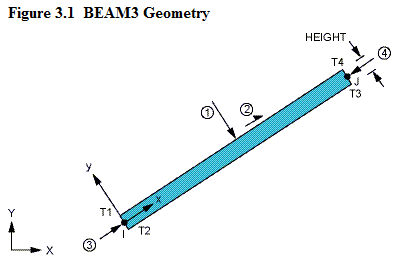 Figure 3.1 BEAM3 Geometry
HEIGHT
④
T4
J
T3
①
②
y
x
T1
Y
I
T2
③
X